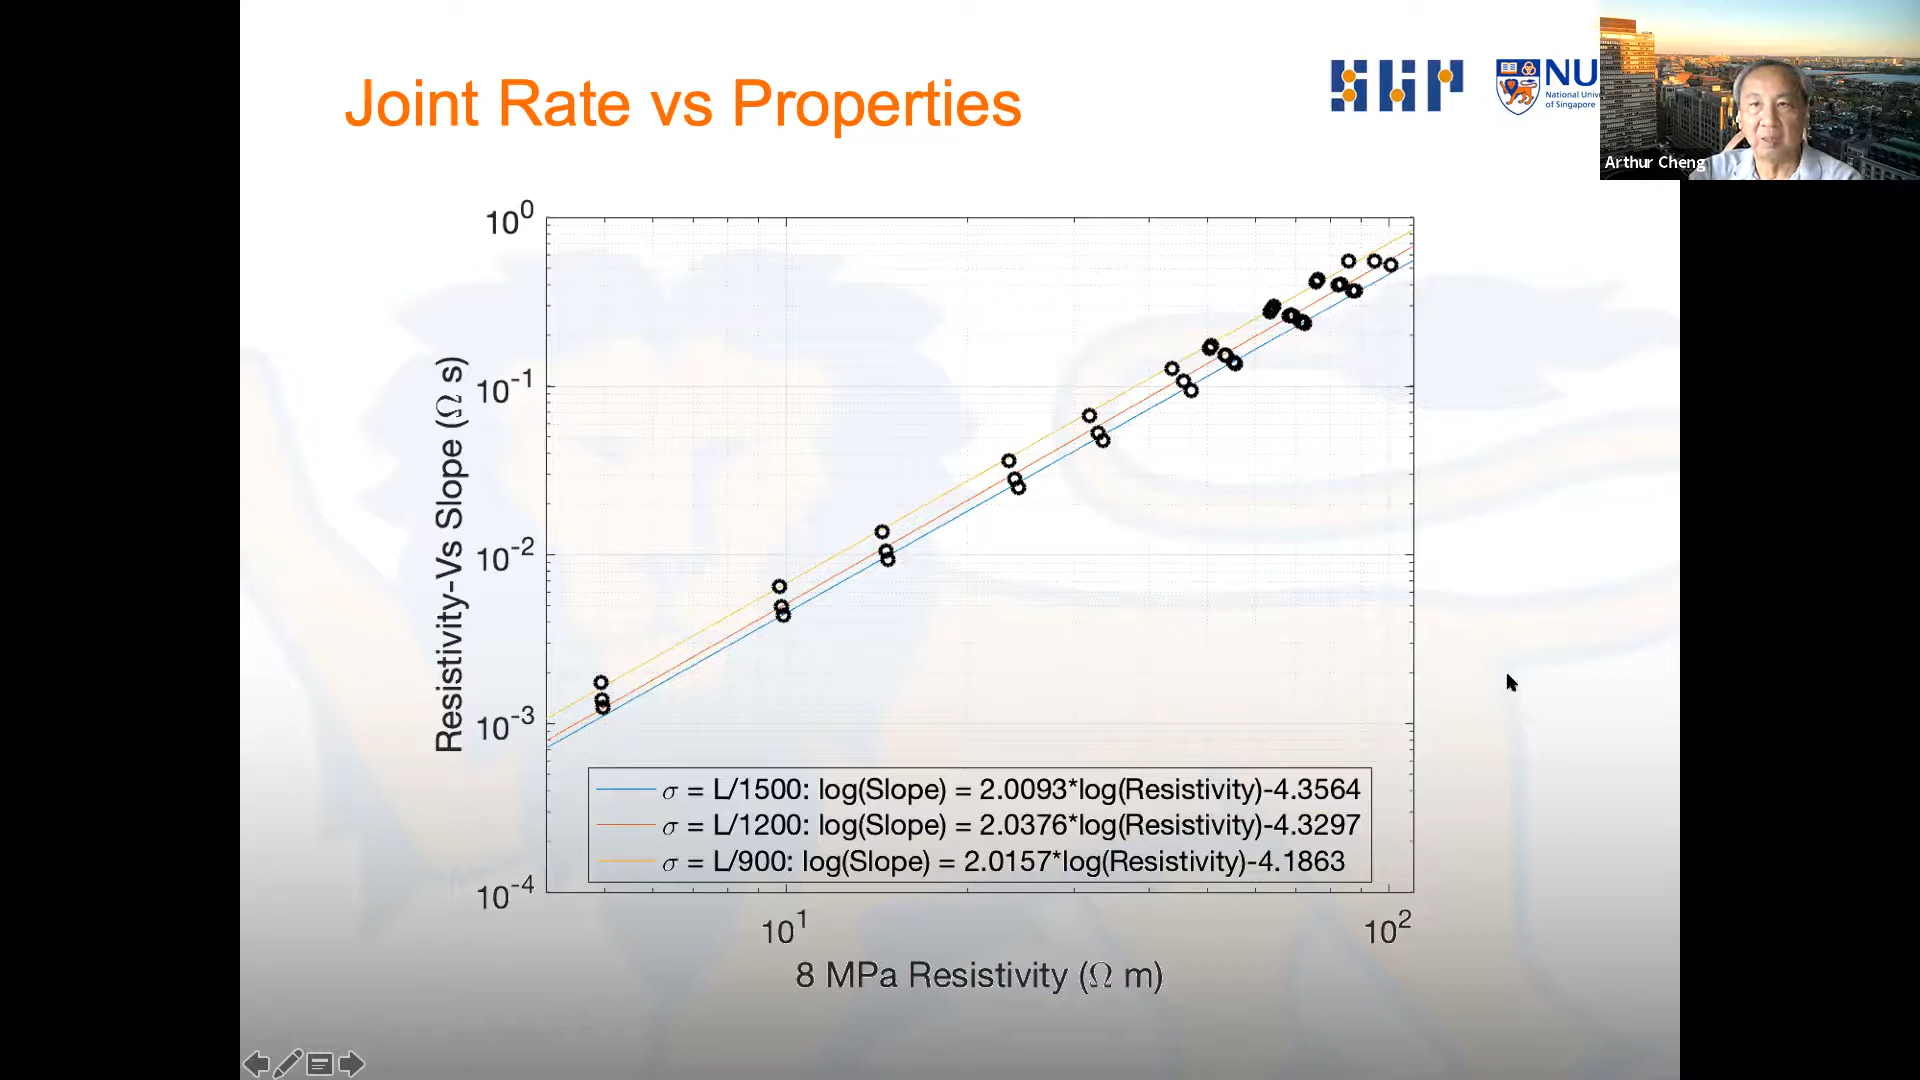 Joint Rate vs Properties
SGP
NU
National Univ
of Singapore
Arthur Cheng
10^0
10^-1
10^-2
10^-3
10^-4
Resistivity-Vs Slope (Ω s)
σ = L/1500: log(Slope) = 2.0093*log(Resistivity)-4.3564
σ = L/1200: log(Slope) = 2.0376*log(Resistivity)-4.3297
σ = L/900: log(Slope) = 2.0157*log(Resistivity)-4.1863
10^1
10^2
8 MPa Resistivity (Ω m)